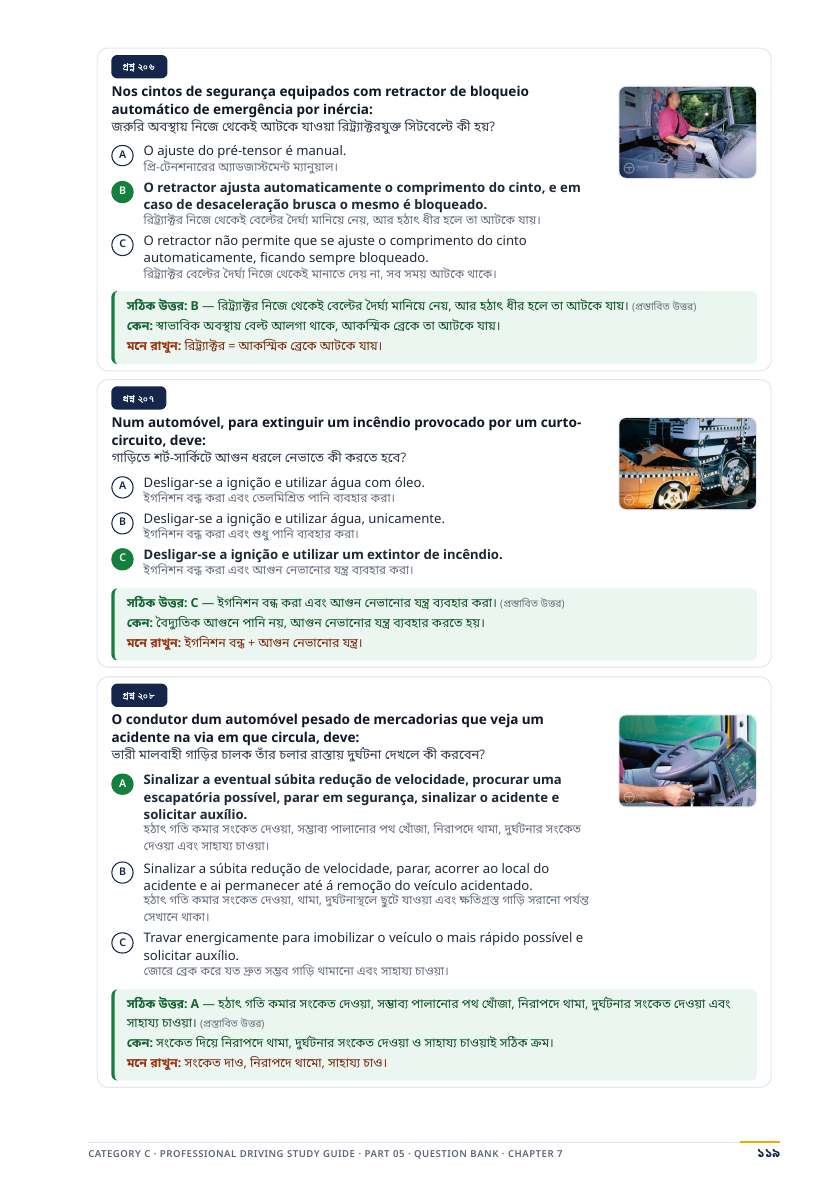 প্রশ্ন ২০৬
Nos cintos de segurança equipados com retractor de bloqueio
automático de emergência por inércia:
জরুরি অবস্থায় নিজে থেকেই আটকে যাওয়া রিট্র্যাক্টরযুক্ত সিটবেল্টে কী হয়?
A O ajuste do pré-tensor é manual.
প্রি-টেনশনারের অ্যাডজাস্টমেন্ট ম্যানুয়াল।
B O retractor ajusta automaticamente o comprimento do cinto, e em
caso de desaceleração brusca o mesmo é bloqueado.
রিট্র্যাক্টর নিজে থেকেই বেল্টের দৈর্ঘ্য মানিয়ে নেয়, আর হঠাৎ ধীর হলে তা আটকে যায়।
C O retractor não permite que se ajuste o comprimento do cinto
automaticamente, ficando sempre bloqueado.
রিট্র্যাক্টর বেল্টের দৈর্ঘ্য নিজে থেকেই মানাতে দেয় না, সব সময় আটকে থাকে।
সঠিক উত্তর: B — রিট্র্যাক্টর নিজে থেকেই বেল্টের দৈর্ঘ্য মানিয়ে নেয়, আর হঠাৎ ধীর হলে তা আটকে যায়। (প্রস্তাবিত উত্তর)
কেন: স্বাভাবিক অবস্থায় বেল্ট আলগা থাকে, আকস্মিক ব্রেকে তা আটকে যায়।
মনে রাখুন: রিট্র্যাক্টর = আকস্মিক ব্রেকে আটকে যায়।
প্রশ্ন ২০৭
Num automóvel, para extinguir um incêndio provocado por um curto-
circuito, deve:
গাড়িতে শর্ট-সার্কিটে আগুন ধরলে নেভাতে কী করতে হবে?
A Desligar-se a ignição e utilizar água com óleo.
ইগনিশন বন্ধ করা এবং তেলমিশ্রিত পানি ব্যবহার করা।
B Desligar-se a ignição e utilizar água, unicamente.
ইগনিশন বন্ধ করা এবং শুধু পানি ব্যবহার করা।
C Desligar-se a ignição e utilizar um extintor de incêndio.
ইগনিশন বন্ধ করা এবং আগুন নেভানোর যন্ত্র ব্যবহার করা।
সঠিক উত্তর: C — ইগনিশন বন্ধ করা এবং আগুন নেভানোর যন্ত্র ব্যবহার করা। (প্রস্তাবিত উত্তর)
কেন: বৈদ্যুতিক আগুনে পানি নয়, আগুন নেভানোর যন্ত্র ব্যবহার করতে হয়।
মনে রাখুন: ইগনিশন বন্ধ + আগুন নেভানোর যন্ত্র।
প্রশ্ন ২০৮
O condutor dum automóvel pesado de mercadorias que veja um
acidente na via em que circula, deve:
ভারী মালবাহী গাড়ির চালক তাঁর চলার রাস্তায় দুর্ঘটনা দেখলে কী করবেন?
A Sinalizar a eventual súbita redução de velocidade, procurar uma
escapatória possível, parar em segurança, sinalizar o acidente e
solicitar auxílio.
হঠাৎ গতি কমার সংকেত দেওয়া, সম্ভাব্য পালানোর পথ খোঁজা, নিরাপদে থামা, দুর্ঘটনার সংকেত
দেওয়া এবং সাহায্য চাওয়া।
B Sinalizar a súbita redução de velocidade, parar, acorrer ao local do
acidente e ai permanecer até á remoção do veículo acidentado.
হঠাৎ গতি কমার সংকেত দেওয়া, থামা, দুর্ঘটনাস্থলে ছুটে যাওয়া এবং ক্ষতিগ্রস্ত গাড়ি সরানো পর্যন্ত
সেখানে থাকা।
C Travar energicamente para imobilizar o veículo o mais rápido possível e
solicitar auxílio.
জোরে ব্রেক করে যত দ্রুত সম্ভব গাড়ি থামানো এবং সাহায্য চাওয়া।
সঠিক উত্তর: A — হঠাৎ গতি কমার সংকেত দেওয়া, সম্ভাব্য পালানোর পথ খোঁজা, নিরাপদে থামা, দুর্ঘটনার সংকেত দেওয়া এবং
সাহায্য চাওয়া। (প্রস্তাবিত উত্তর)
কেন: সংকেত দিয়ে নিরাপদে থামা, দুর্ঘটনার সংকেত দেওয়া ও সাহায্য চাওয়াই সঠিক ক্রম।
মনে রাখুন: সংকেত দাও, নিরাপদে থামো, সাহায্য চাও।
CATEGORY C · PROFESSIONAL DRIVING STUDY GUIDE · PART 05 · QUESTION BANK · CHAPTER 7 ১১৯